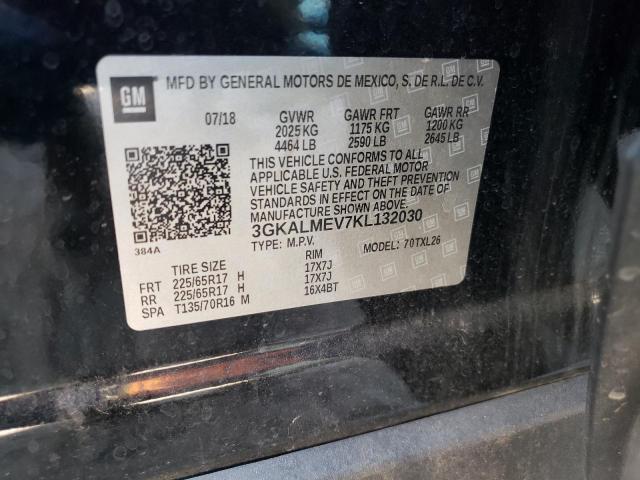 GM MFD BY GENERAL MOTORS DE MEXICO, S. DE R.L. DE C.V.
07/18 GVWR GAWR FRT GAWR RR
2025 KG 1175 KG 1200 KG
4464 LB 2590 LB 2645 LB
THIS VEHICLE CONFORMS TO ALL
APPLICABLE U.S. FEDERAL MOTOR
VEHICLE SAFETY AND THEFT PREVENTION
STANDARDS IN EFFECT ON THE DATE OF
MANUFACTURE SHOWN ABOVE.
3GKALMEV7KL132030
384A TYPE: M.P.V. MODEL: 70TXL26
TIRE SIZE RIM
FRT 225/65R17 H 17X7J
RR 225/65R17 H 17X7J
SPA T135/70R16 M 16X4BT